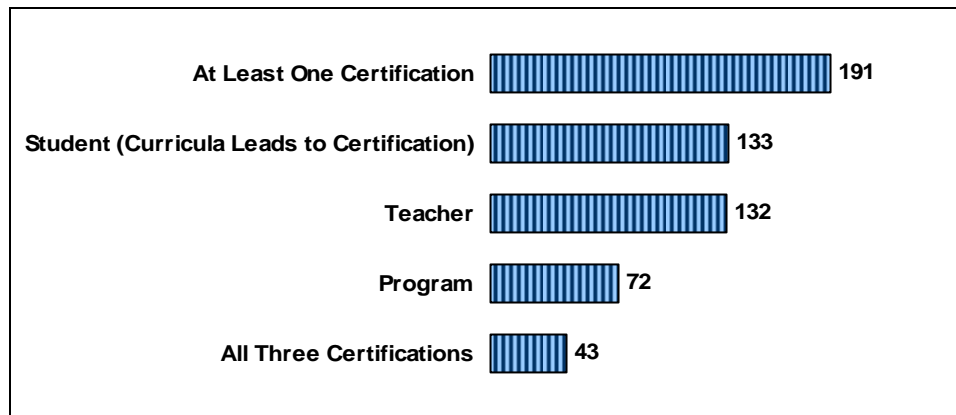 At Least One Certification 191
Student (Curricula Leads to Certification) 133
Teacher 132
Program 72
All Three Certifications 43